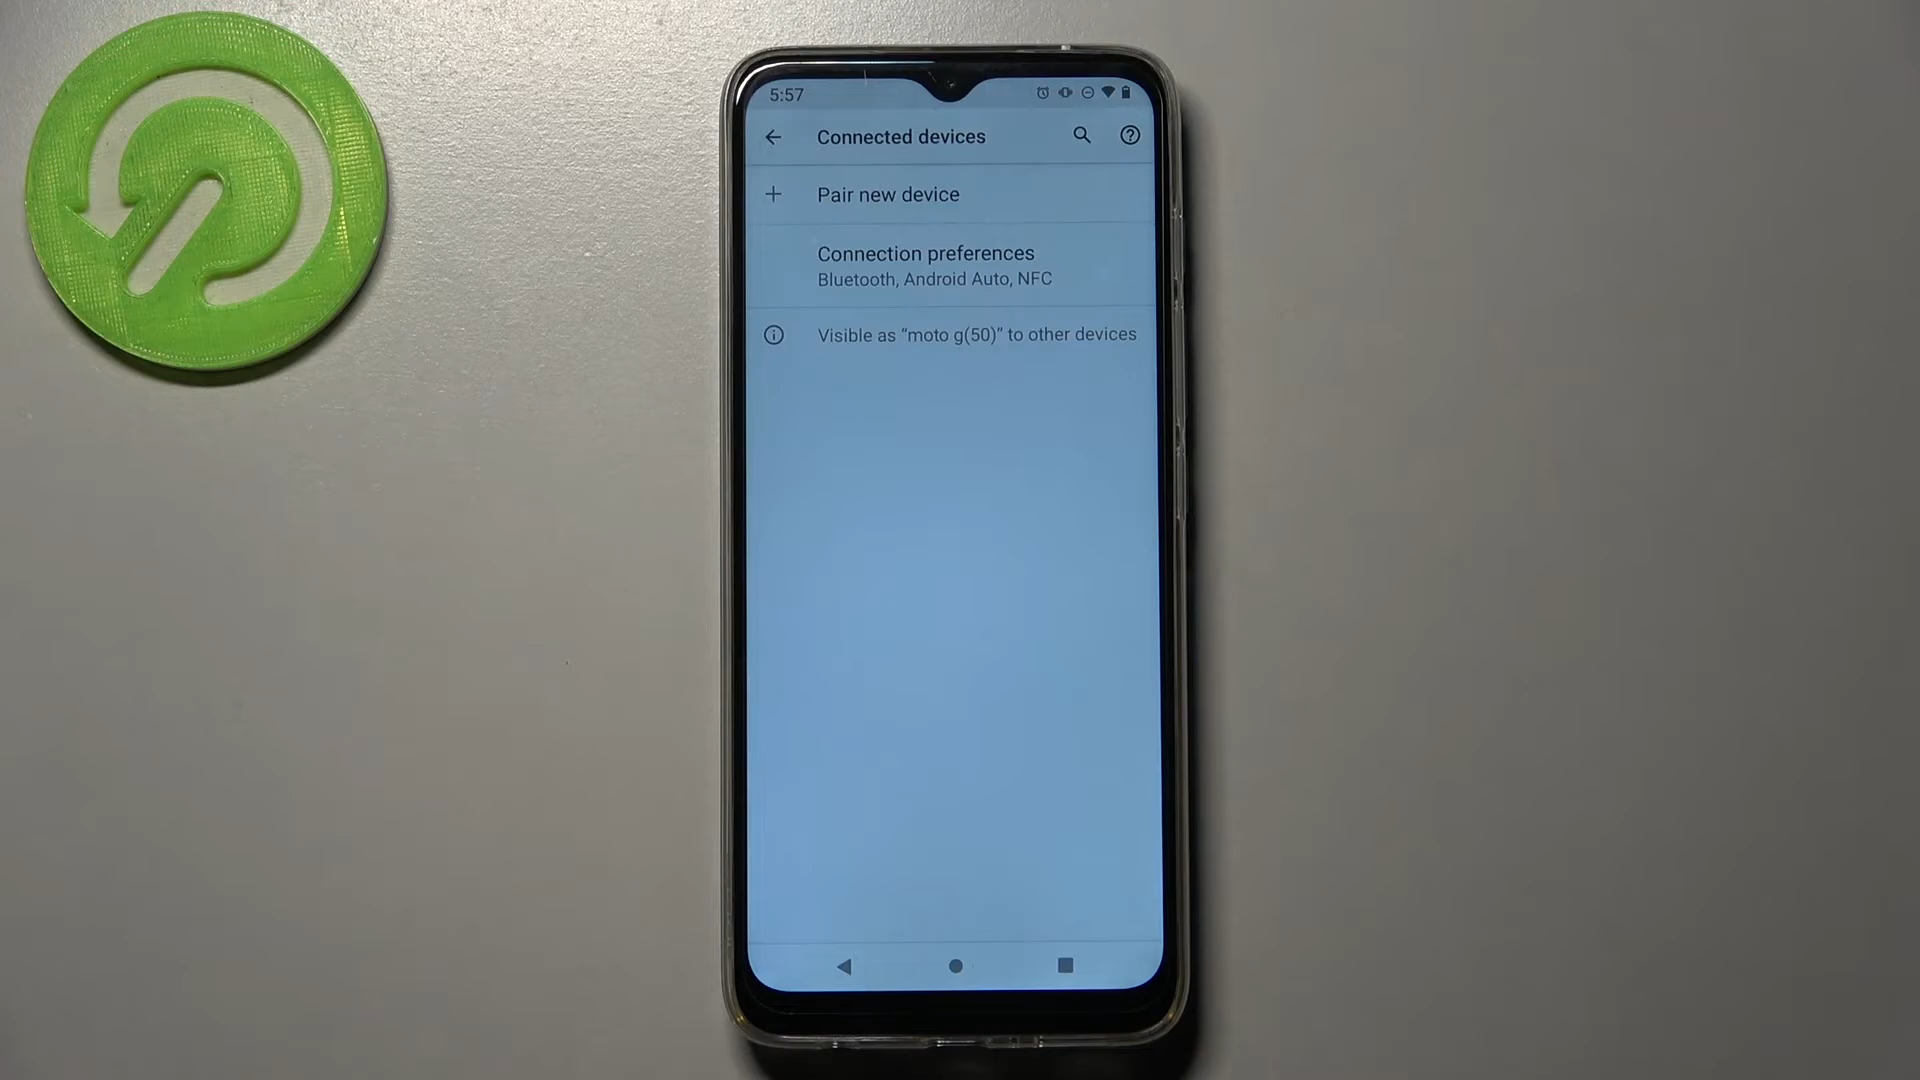 5:57
Connected devices
Pair new device
Connection preferences
Bluetooth, Android Auto, NFC
Visible as “moto g(50)” to other devices